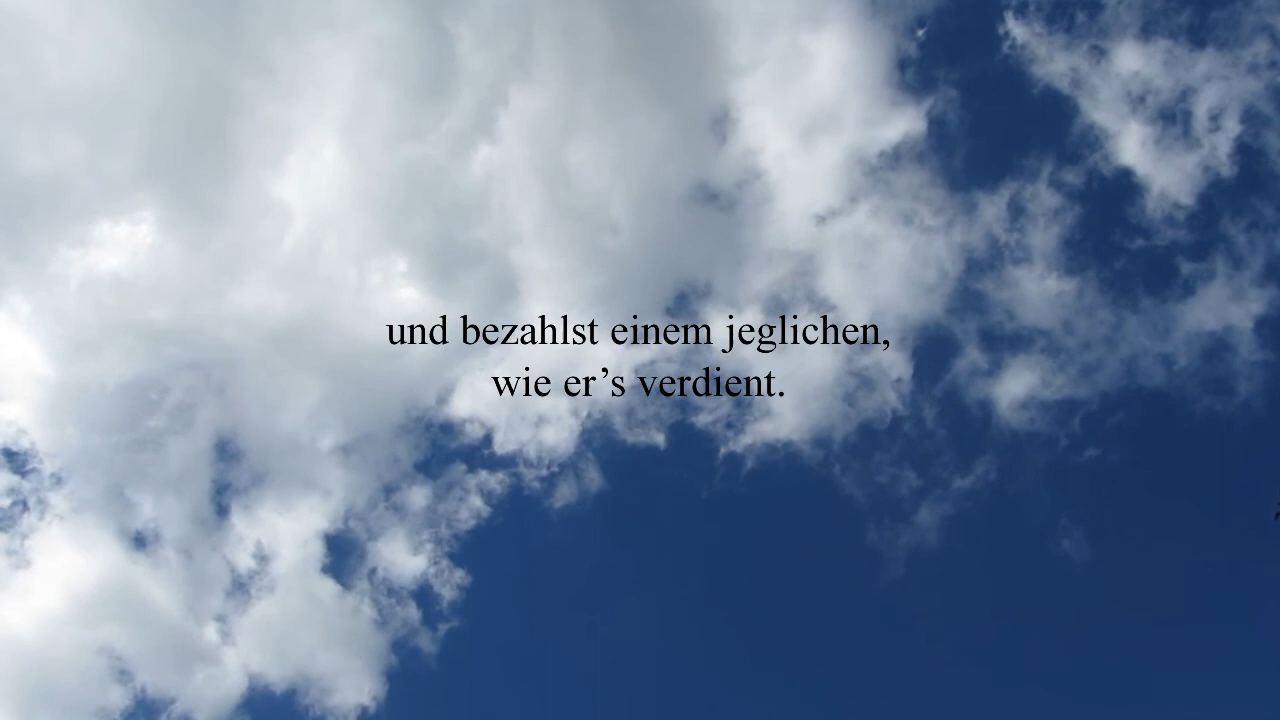 und bezahlst einem jeglichen,
wie er’s verdient.